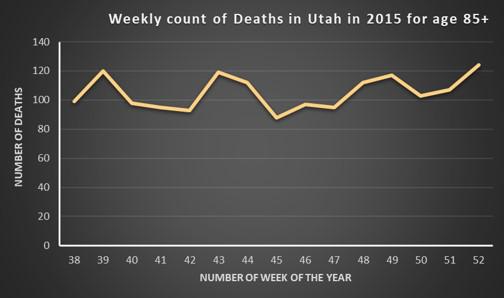 Weekly count of Deaths in Utah in 2015 for age 85+
140
120
100
80
60
40
20
0
NUMBER OF DEATHS
38 39 40 41 42 43 44 45 46 47 48 49 50 51 52
NUMBER OF WEEK OF THE YEAR